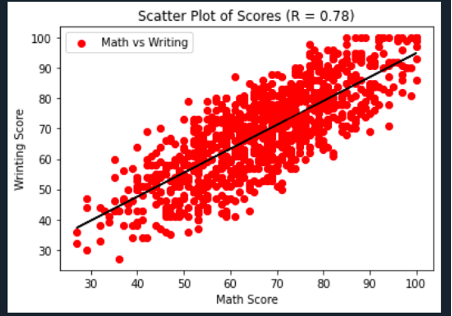 Scatter Plot of Scores (R = 0.78)
Math vs Writing
100
90
80
70
60
50
40
30
Wrinting Score
30 40 50 60 70 80 90 100
Math Score